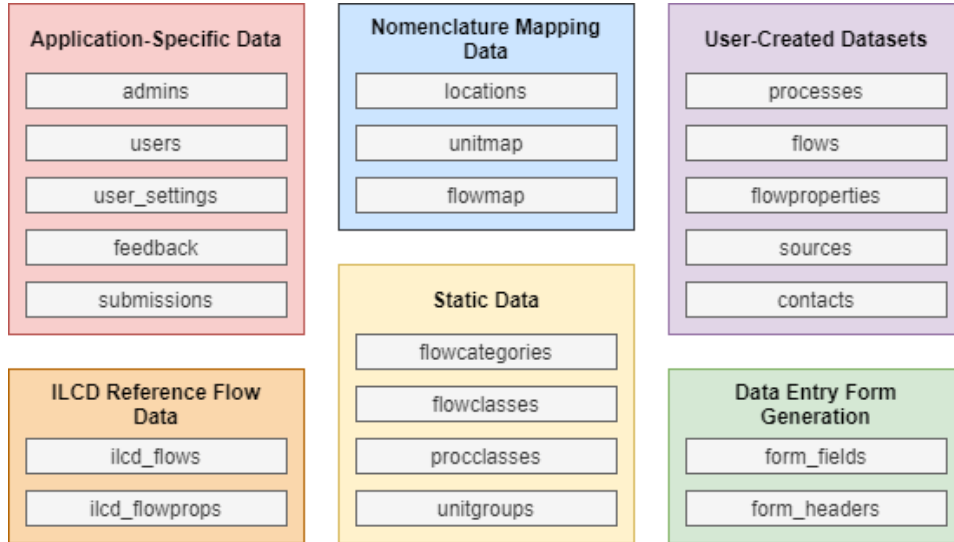 Application-Specific Data
admins
users
user_settings
feedback
submissions
Nomenclature Mapping
Data
locations
unitmap
flowmap
User-Created Datasets
processes
flows
flowproperties
sources
contacts
ILCD Reference Flow
Data
ilcd_flows
ilcd_flowprops
Static Data
flowcategories
flowclasses
procclasses
unitgroups
Data Entry Form
Generation
form_fields
form_headers